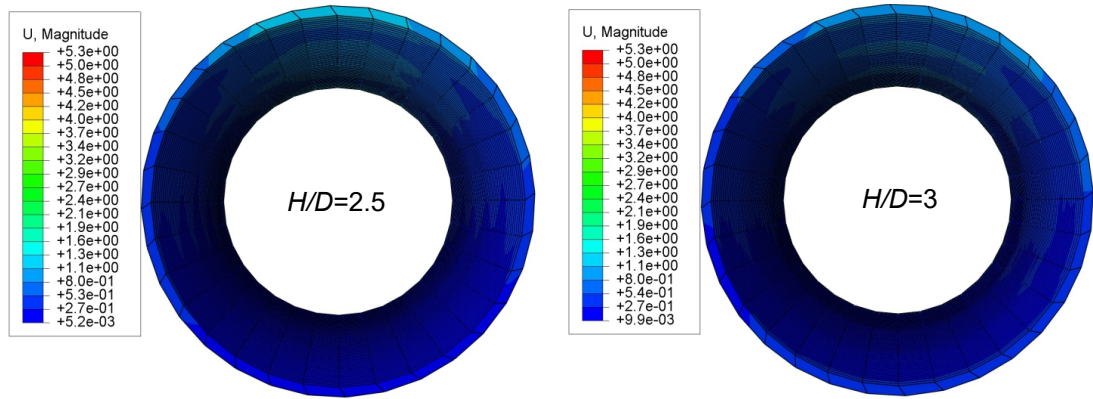 U, Magnitude
+5.3e+00
+5.0e+00
+4.8e+00
+4.5e+00
+4.2e+00
+4.0e+00
+3.7e+00
+3.4e+00
+3.2e+00
+2.9e+00
+2.7e+00
+2.4e+00
+2.1e+00
+1.9e+00
+1.6e+00
+1.3e+00
+1.1e+00
+8.0e-01
+5.3e-01
+2.7e-01
+5.2e-03
H/D=2.5
U, Magnitude
+5.3e+00
+5.0e+00
+4.8e+00
+4.5e+00
+4.2e+00
+4.0e+00
+3.7e+00
+3.4e+00
+3.2e+00
+2.9e+00
+2.7e+00
+2.4e+00
+2.1e+00
+1.9e+00
+1.6e+00
+1.3e+00
+1.1e+00
+8.0e-01
+5.4e-01
+2.7e-01
+9.9e-03
H/D=3